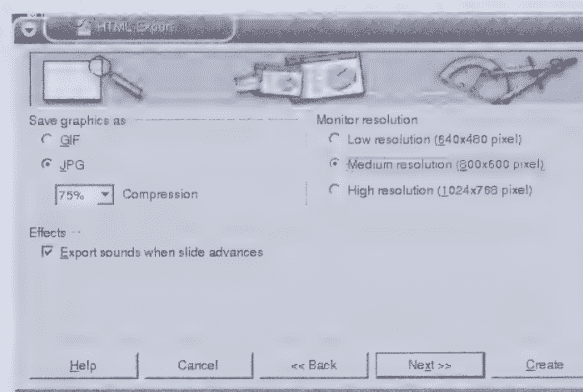 HTML Export
Save graphics as
GIF
JPG
75% Compression
Effects
Export sounds when slide advances
Monitor resolution
Low resolution (640x480 pixel)
Medium resolution (800x600 pixel)
High resolution (1024x768 pixel)
Help Cancel << Back Next >> Create